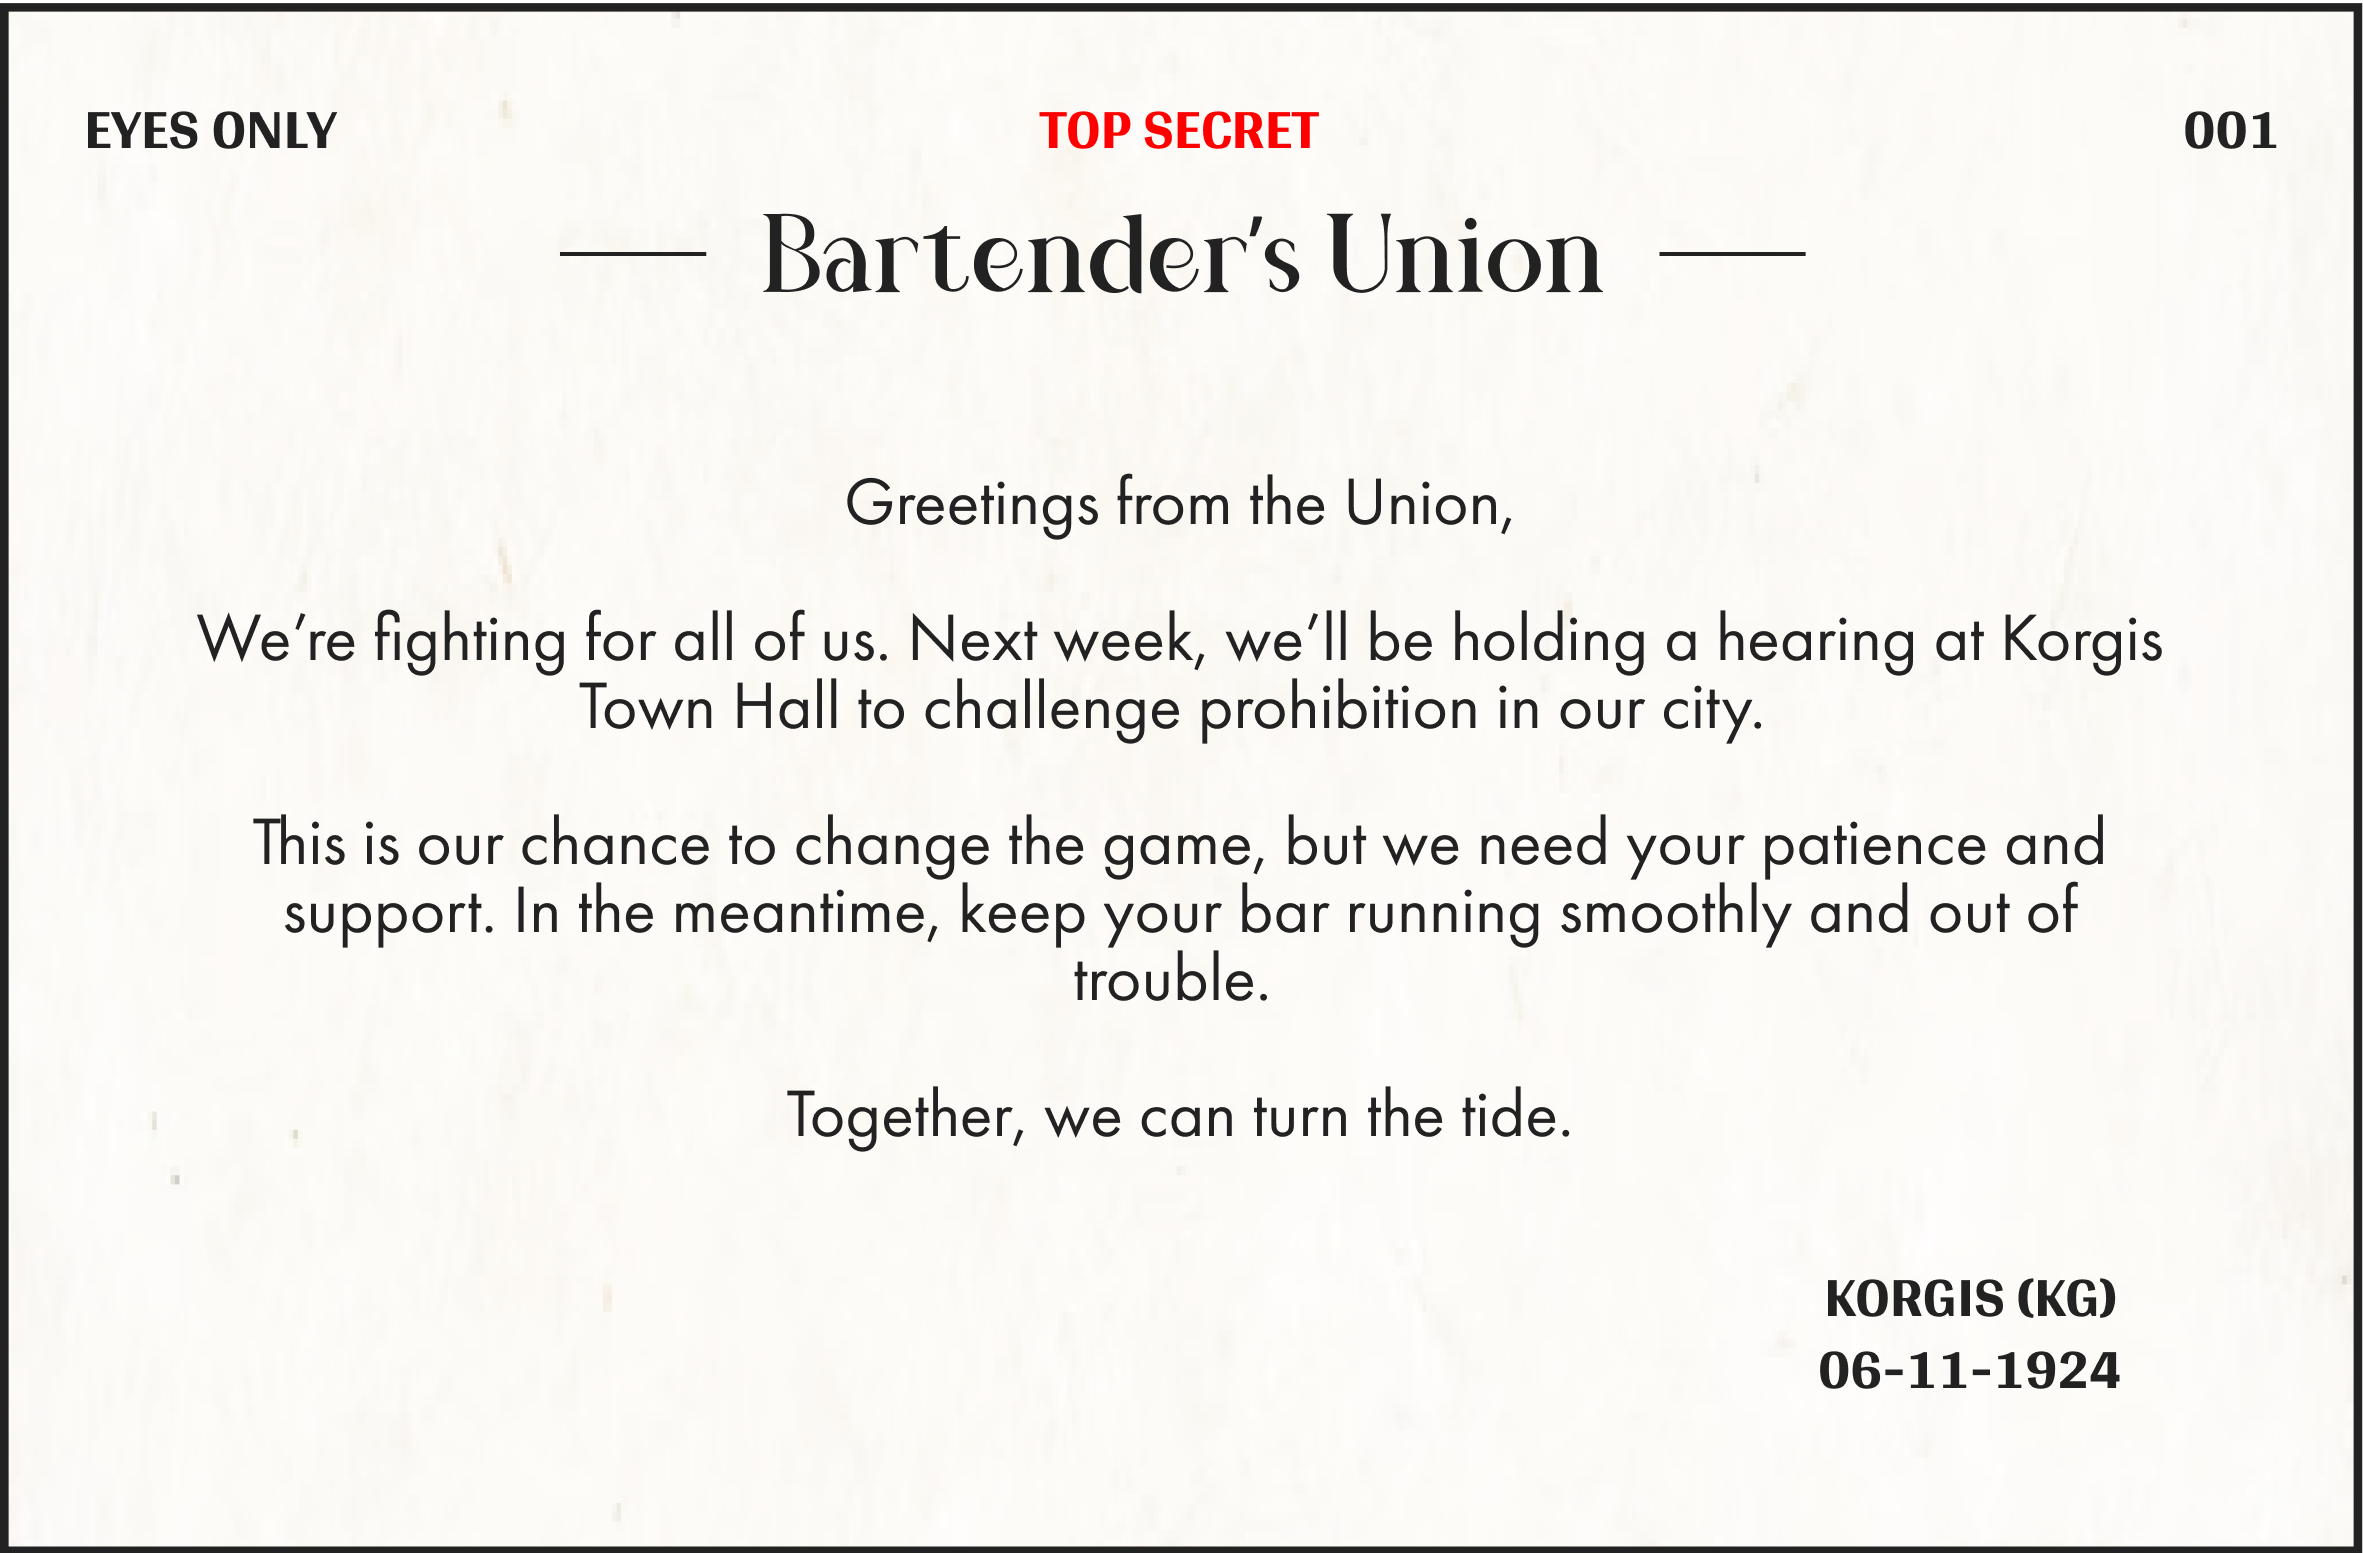 EYES ONLY
TOP SECRET
001
Bartender's Union
Greetings from the Union,
We're fighting for all of us. Next week, we'll be holding a hearing at Korgis
Town Hall to challenge prohibition in our city.
This is our chance to change the game, but we need your patience and
support. In the meantime, keep your bar running smoothly and out of
trouble.
Together, we can turn the tide.
KORGIS (KG)
06-11-1924